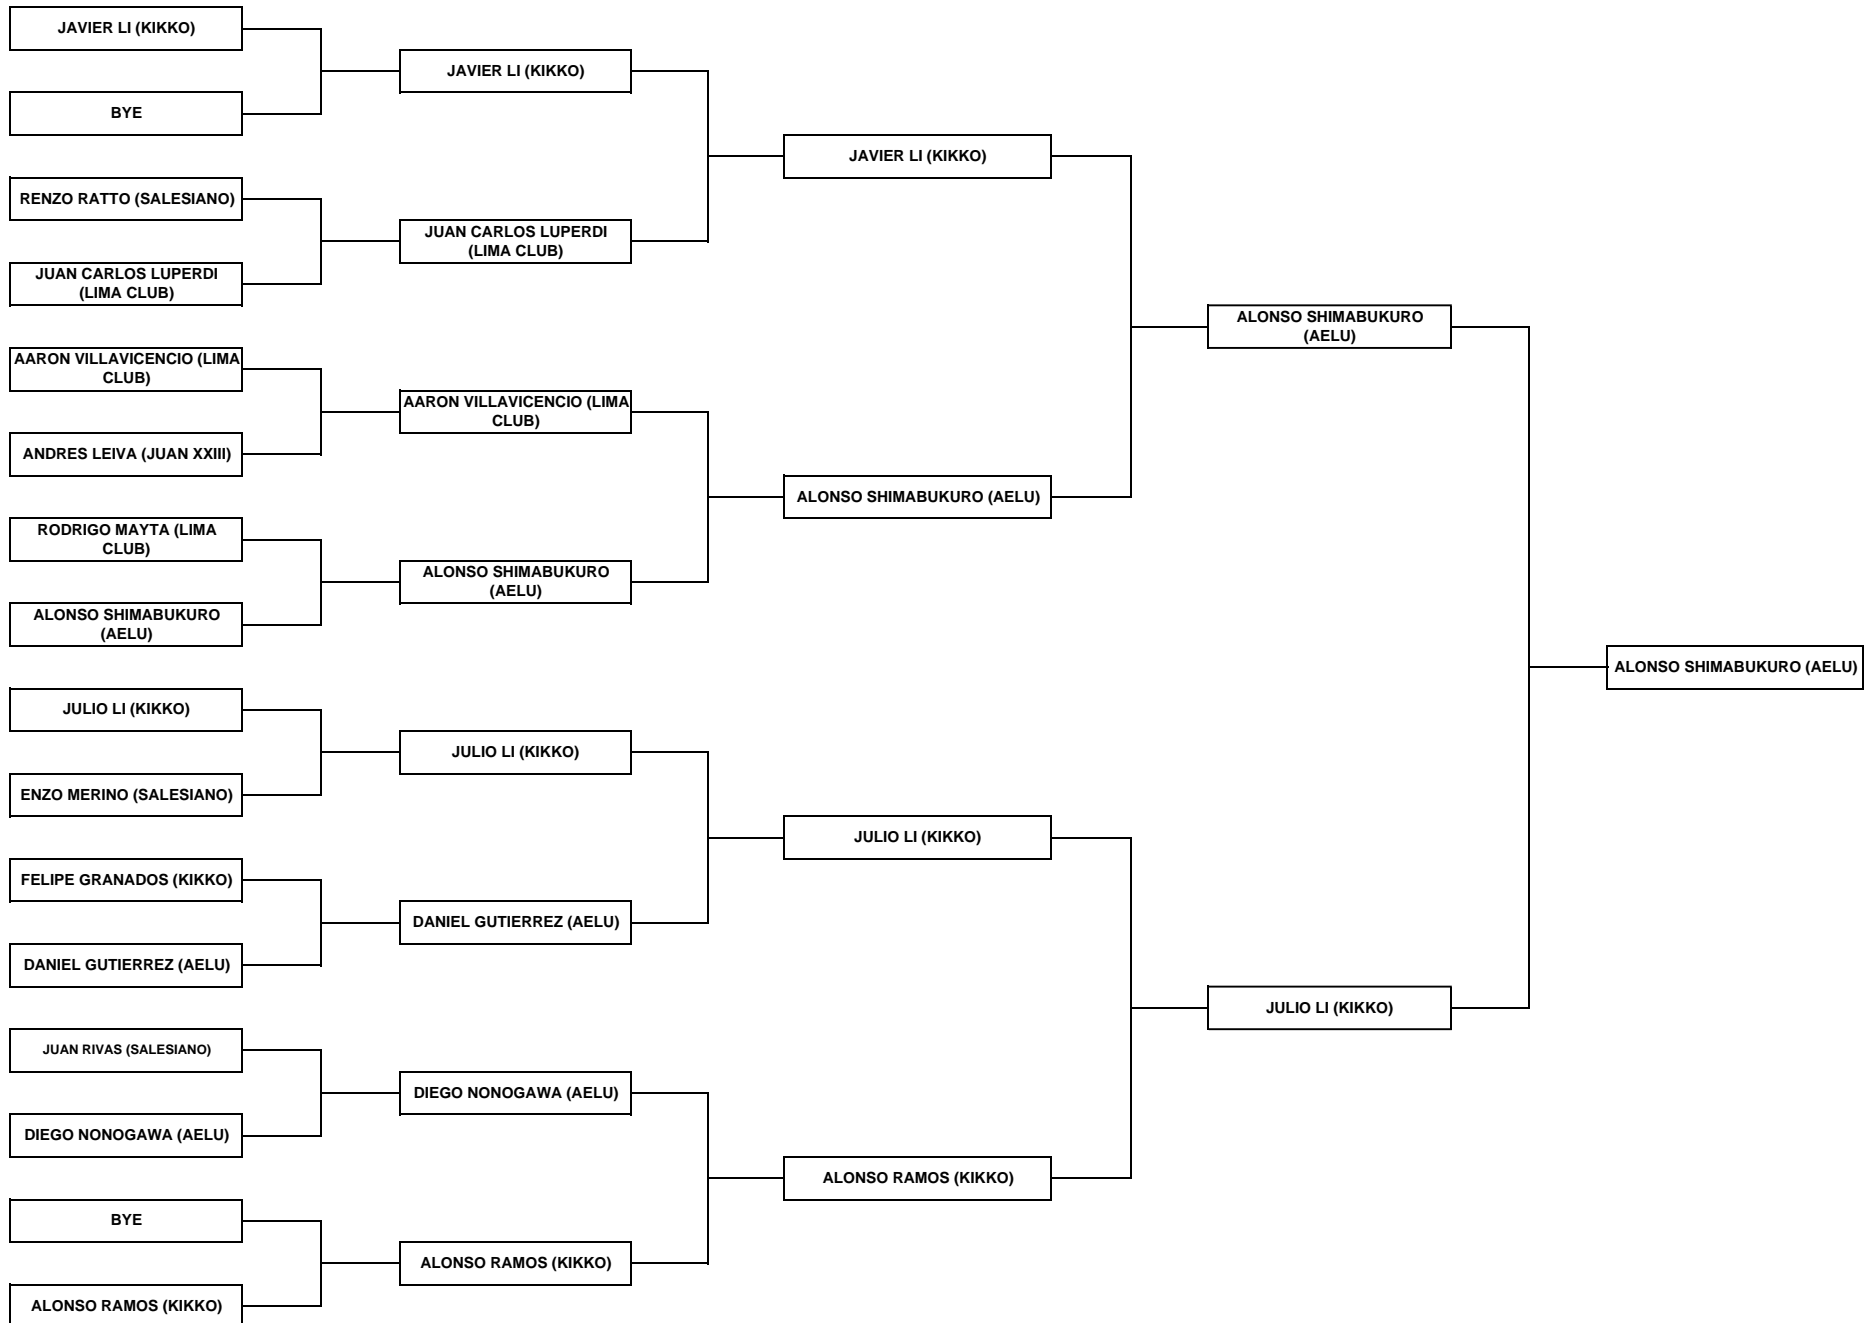 JAVIER LI (KIKKO)
BYE
RENZO RATTO (SALESIANO)
JUAN CARLOS LUPERDI
(LIMA CLUB)
AARON VILLAVICENCIO (LIMA
CLUB)
ANDRES LEIVA (JUAN XXIII)
RODRIGO MAYTA (LIMA
CLUB)
ALONSO SHIMABUKURO
(AELU)
JULIO LI (KIKKO)
ENZO MERINO (SALESIANO)
FELIPE GRANADOS (KIKKO)
DANIEL GUTIERREZ (AELU)
JUAN RIVAS (SALESIANO)
DIEGO NONOGAWA (AELU)
BYE
ALONSO RAMOS (KIKKO)
JAVIER LI (KIKKO)
JUAN CARLOS LUPERDI
(LIMA CLUB)
AARON VILLAVICENCIO (LIMA
CLUB)
ALONSO SHIMABUKURO
(AELU)
JULIO LI (KIKKO)
DANIEL GUTIERREZ (AELU)
DIEGO NONOGAWA (AELU)
ALONSO RAMOS (KIKKO)
JAVIER LI (KIKKO)
ALONSO SHIMABUKURO (AELU)
JULIO LI (KIKKO)
ALONSO RAMOS (KIKKO)
ALONSO SHIMABUKURO
(AELU)
JULIO LI (KIKKO)
ALONSO SHIMABUKURO (AELU)